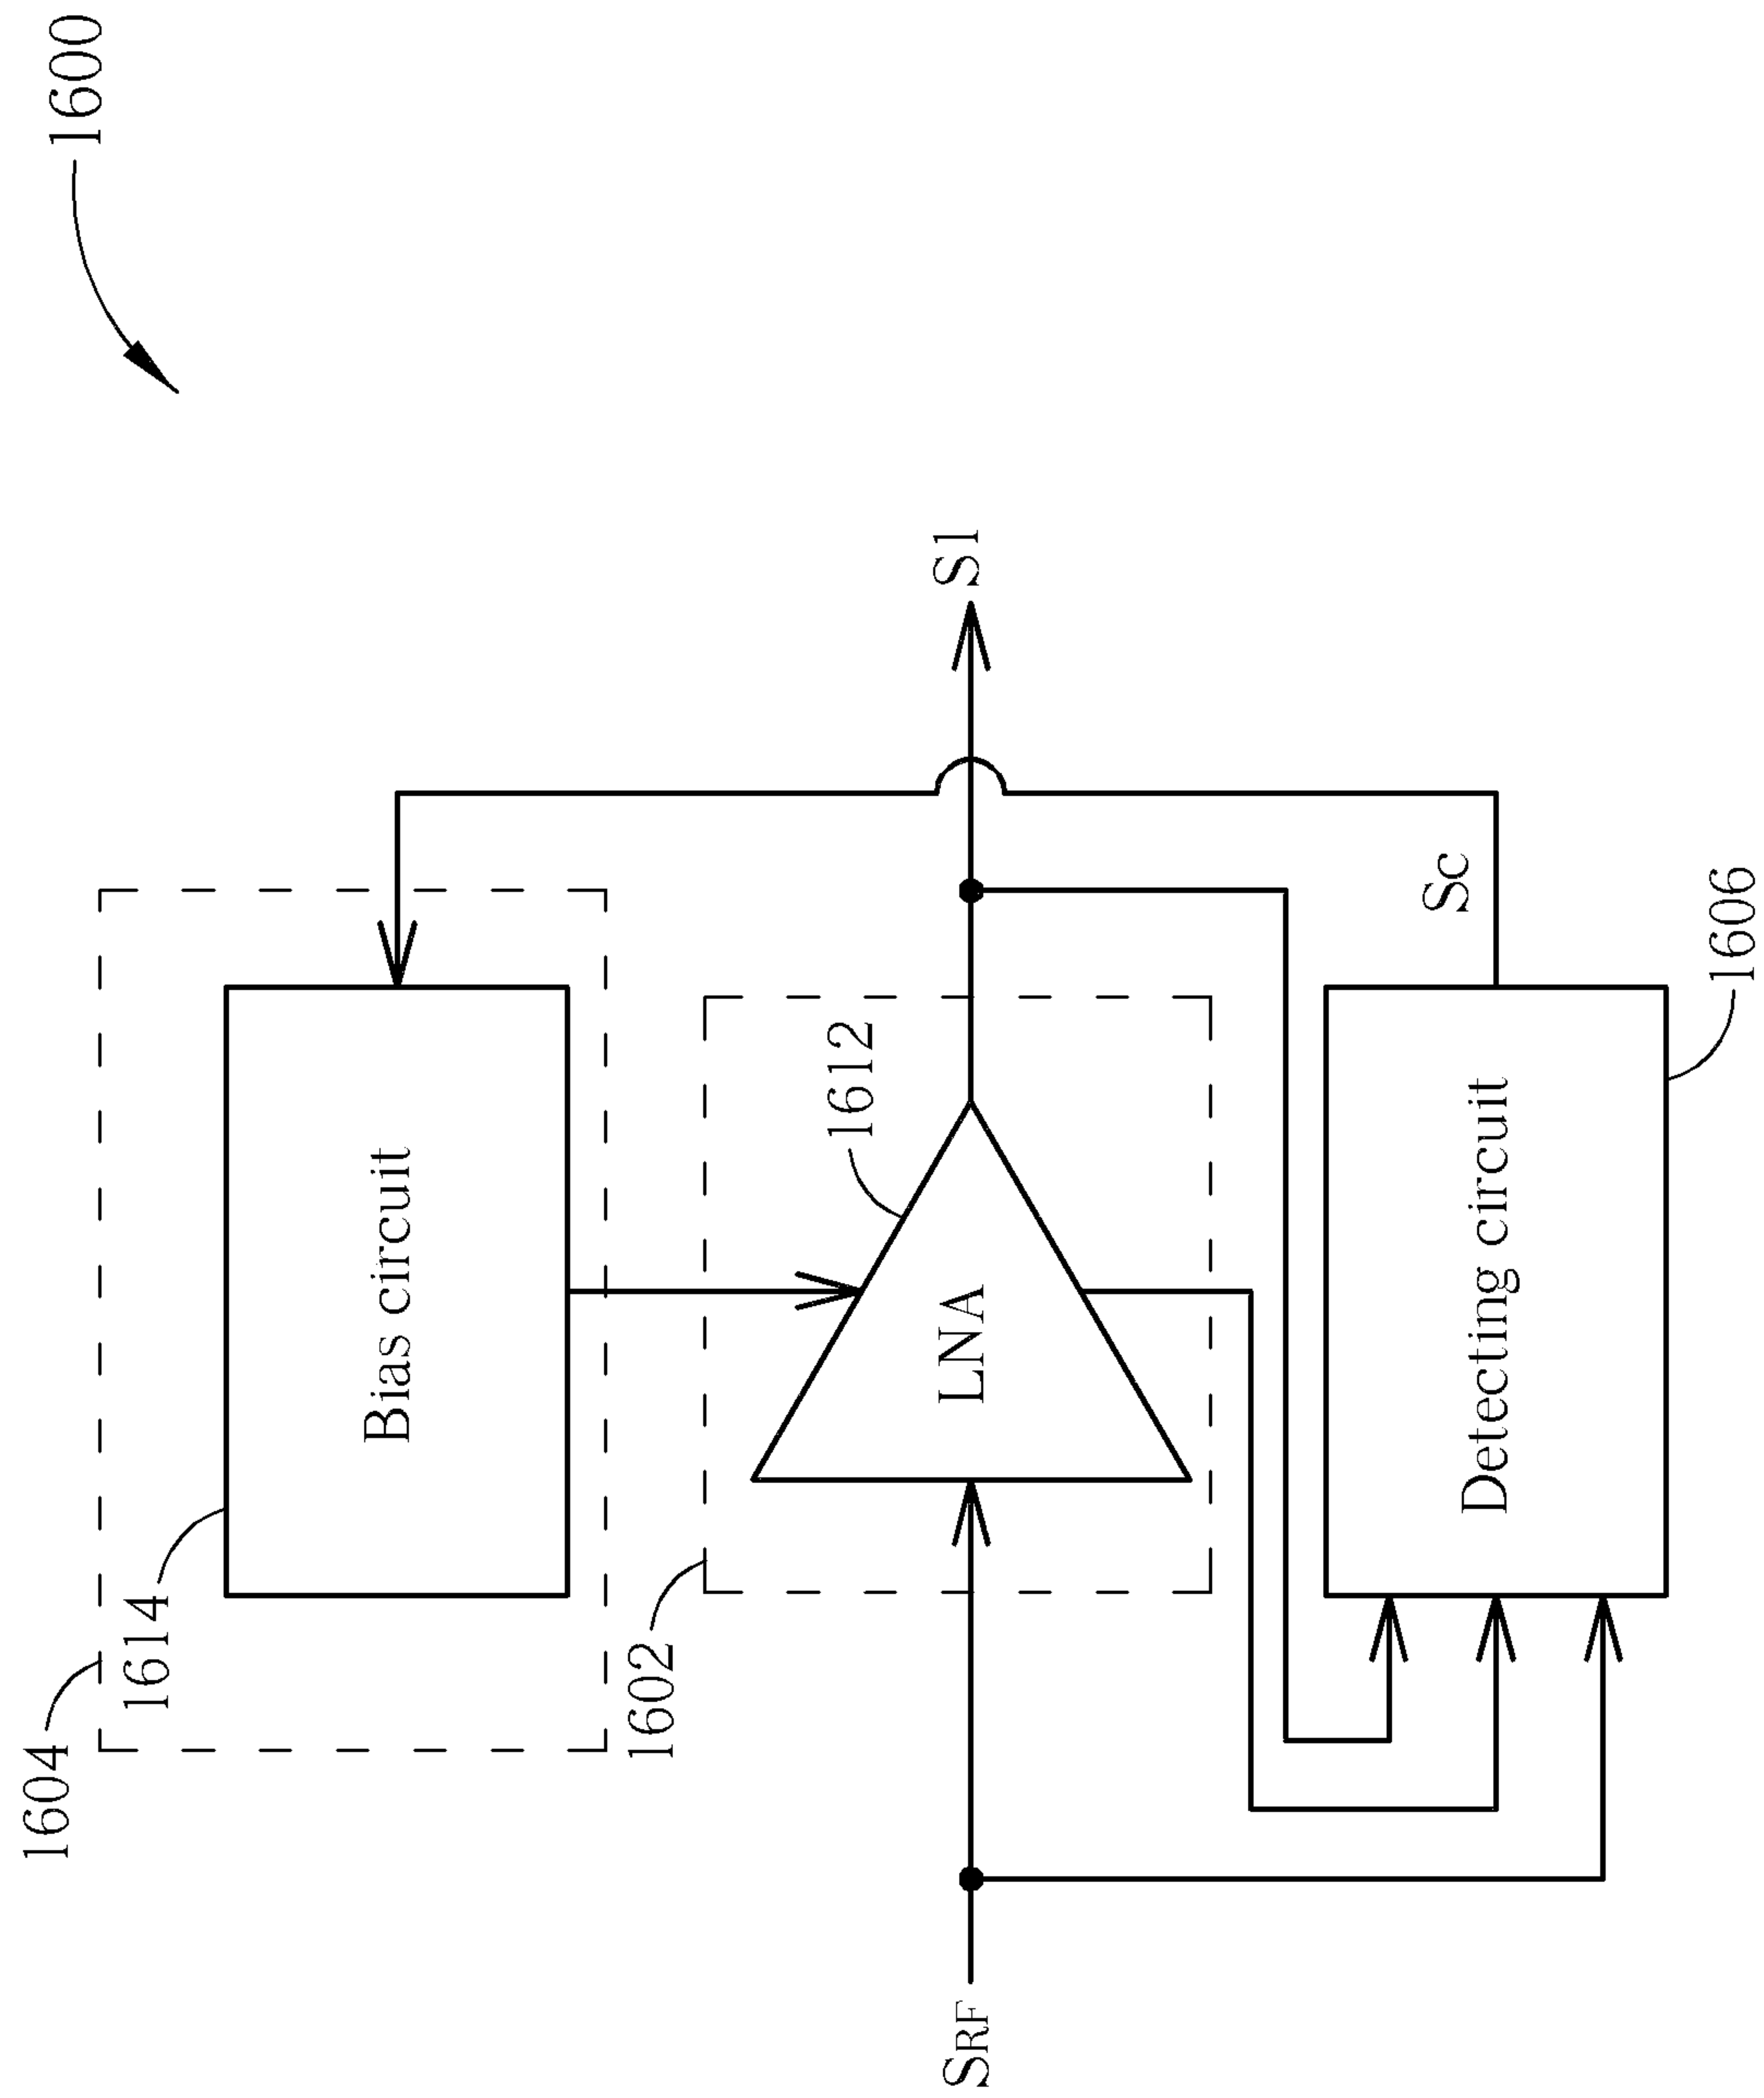 1600
1604
1614
Bias circuit
1602
1612
LNA
SRF
S1
Sc
Detecting circuit
1606